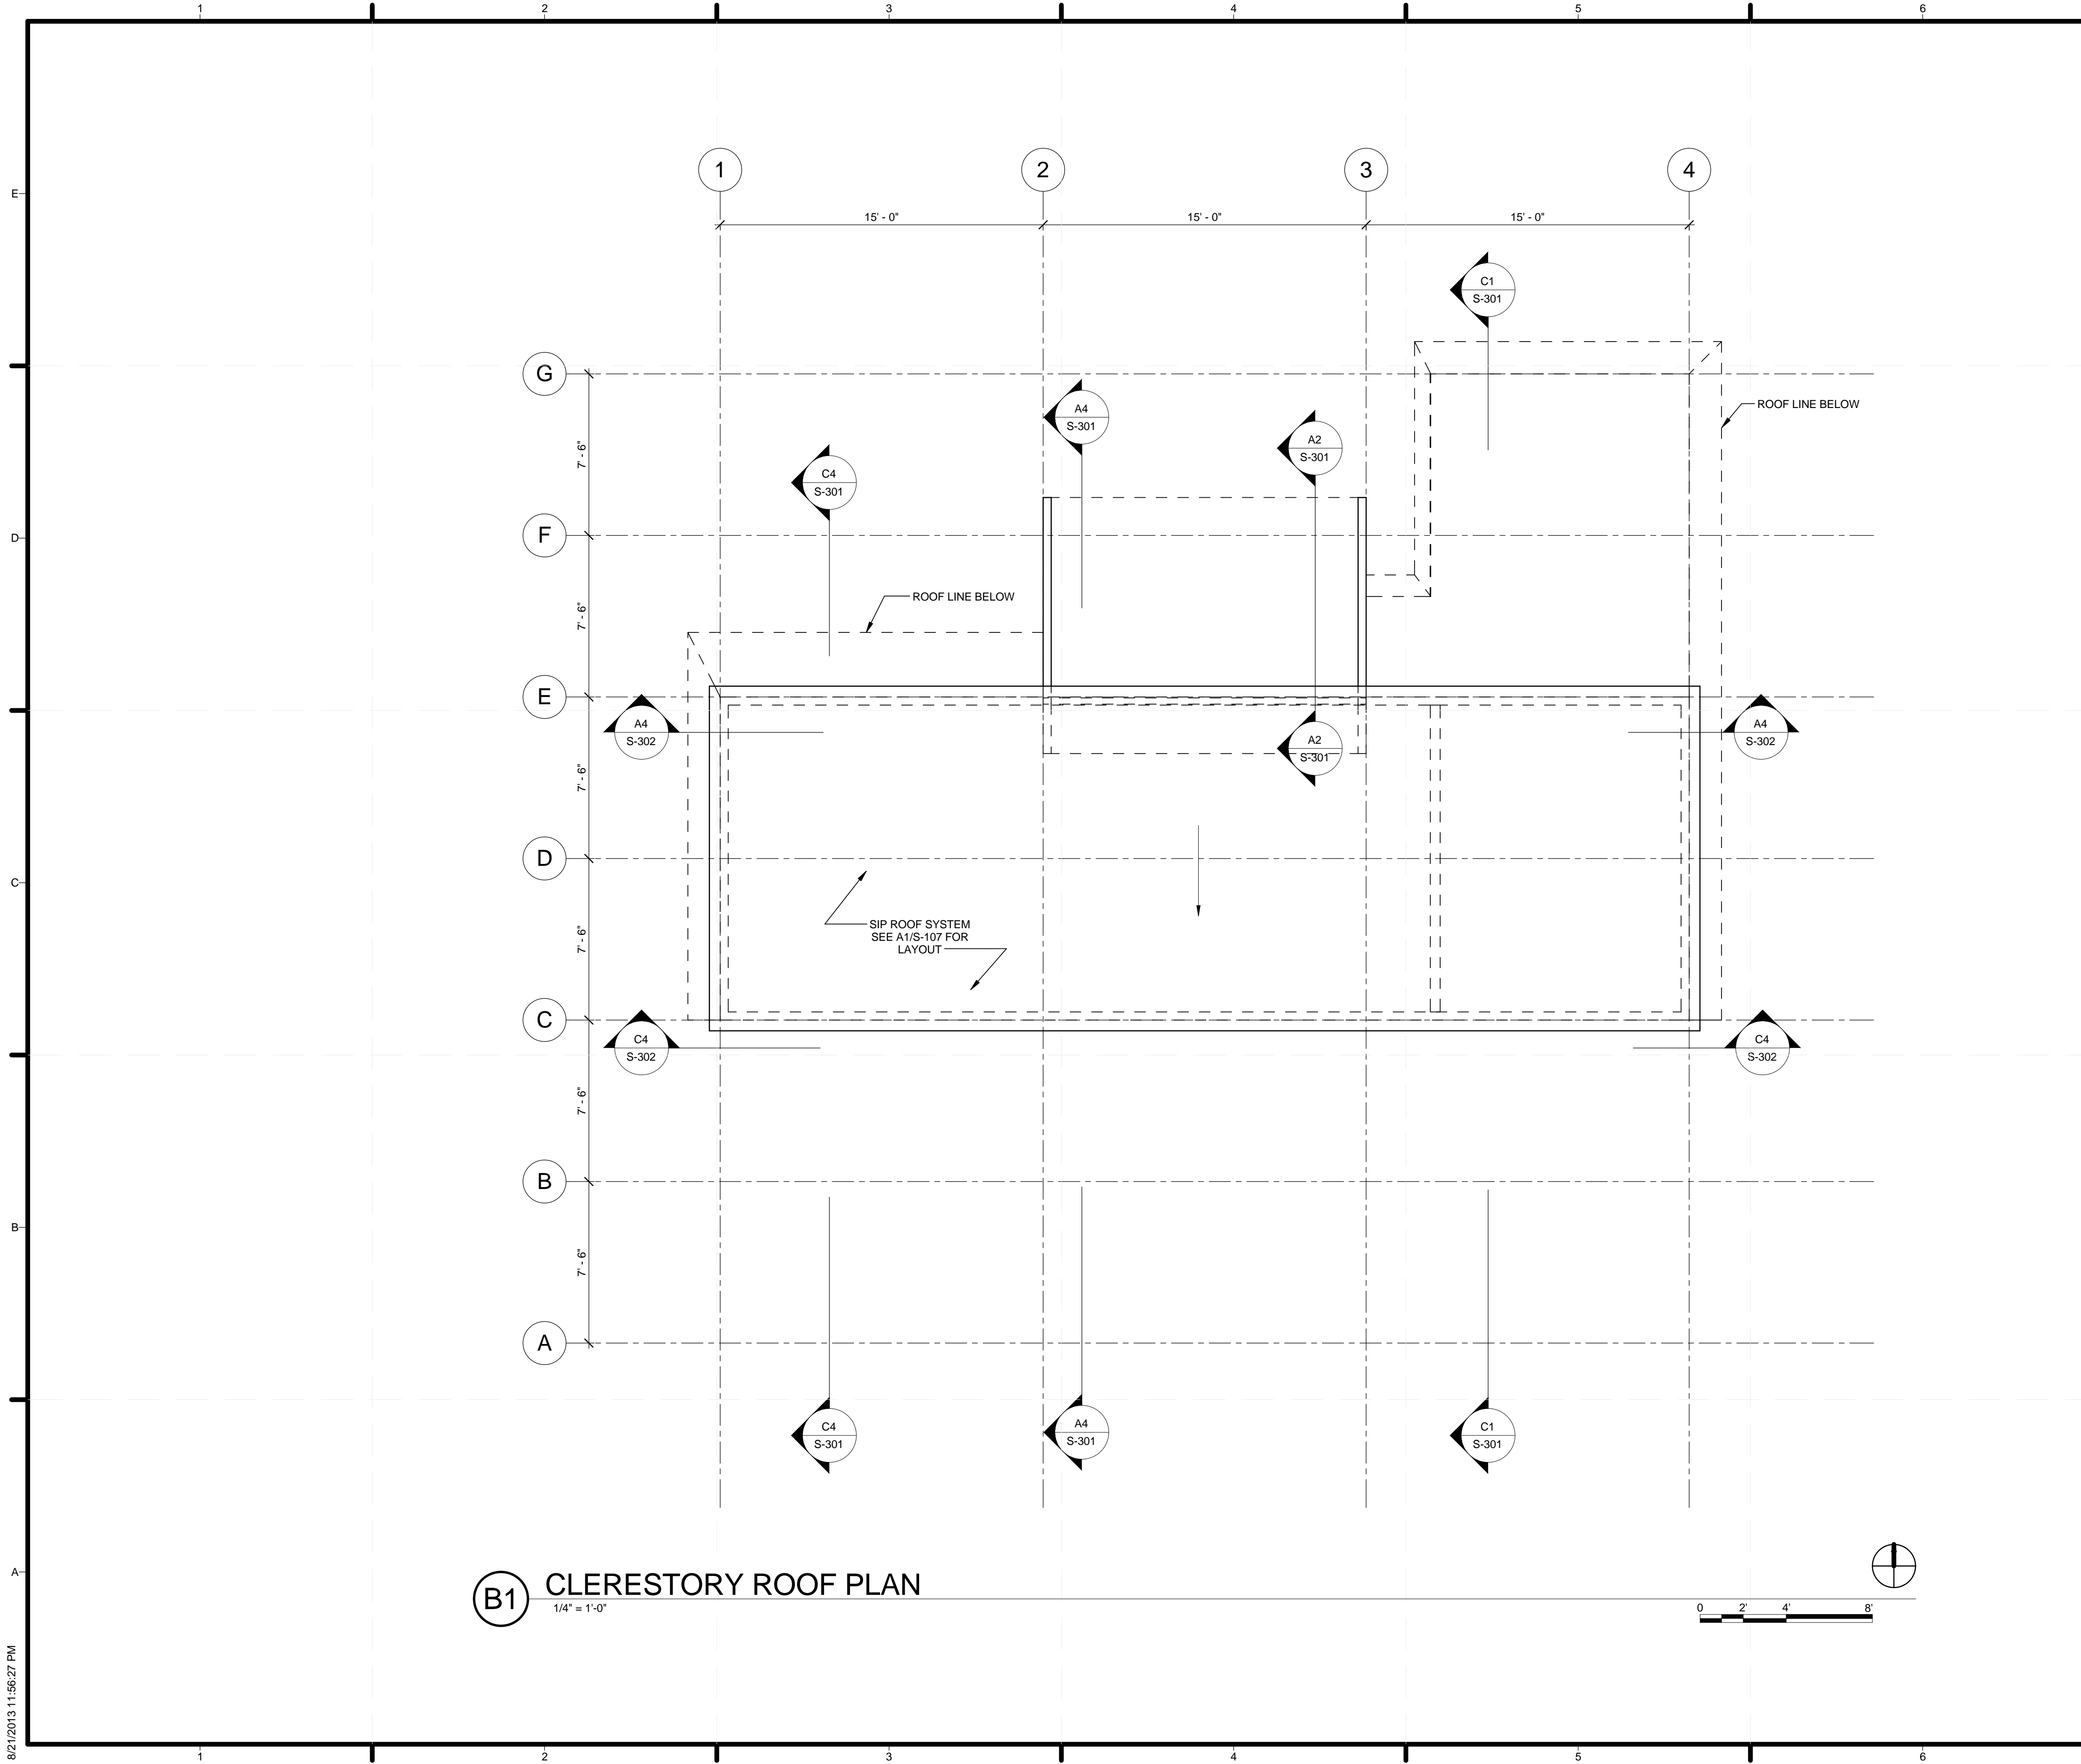 1 2 3 4 5 6
1 2 3 4
15' - 0" 15' - 0" 15' - 0"
E
C1
S-301
G
ROOF LINE BELOW
A4
S-301
A2
S-301
7' - 6"
C4
S-301
F
D
ROOF LINE BELOW
7' - 6"
E
A4
S-302
A4
S-302
A2
S-301
7' - 6"
D
C
SIP ROOF SYSTEM
SEE A1/S-107 FOR
LAYOUT
7' - 6"
C
C4
S-302
C4
S-302
7' - 6"
B
B
7' - 6"
A
C4
S-301
A4
S-301
C1
S-301
A
B1
CLERESTORY ROOF PLAN
1/4" = 1'-0"
0 2' 4' 8'
8/21/2013 11:56:27 PM
1 2 3 4 5 6